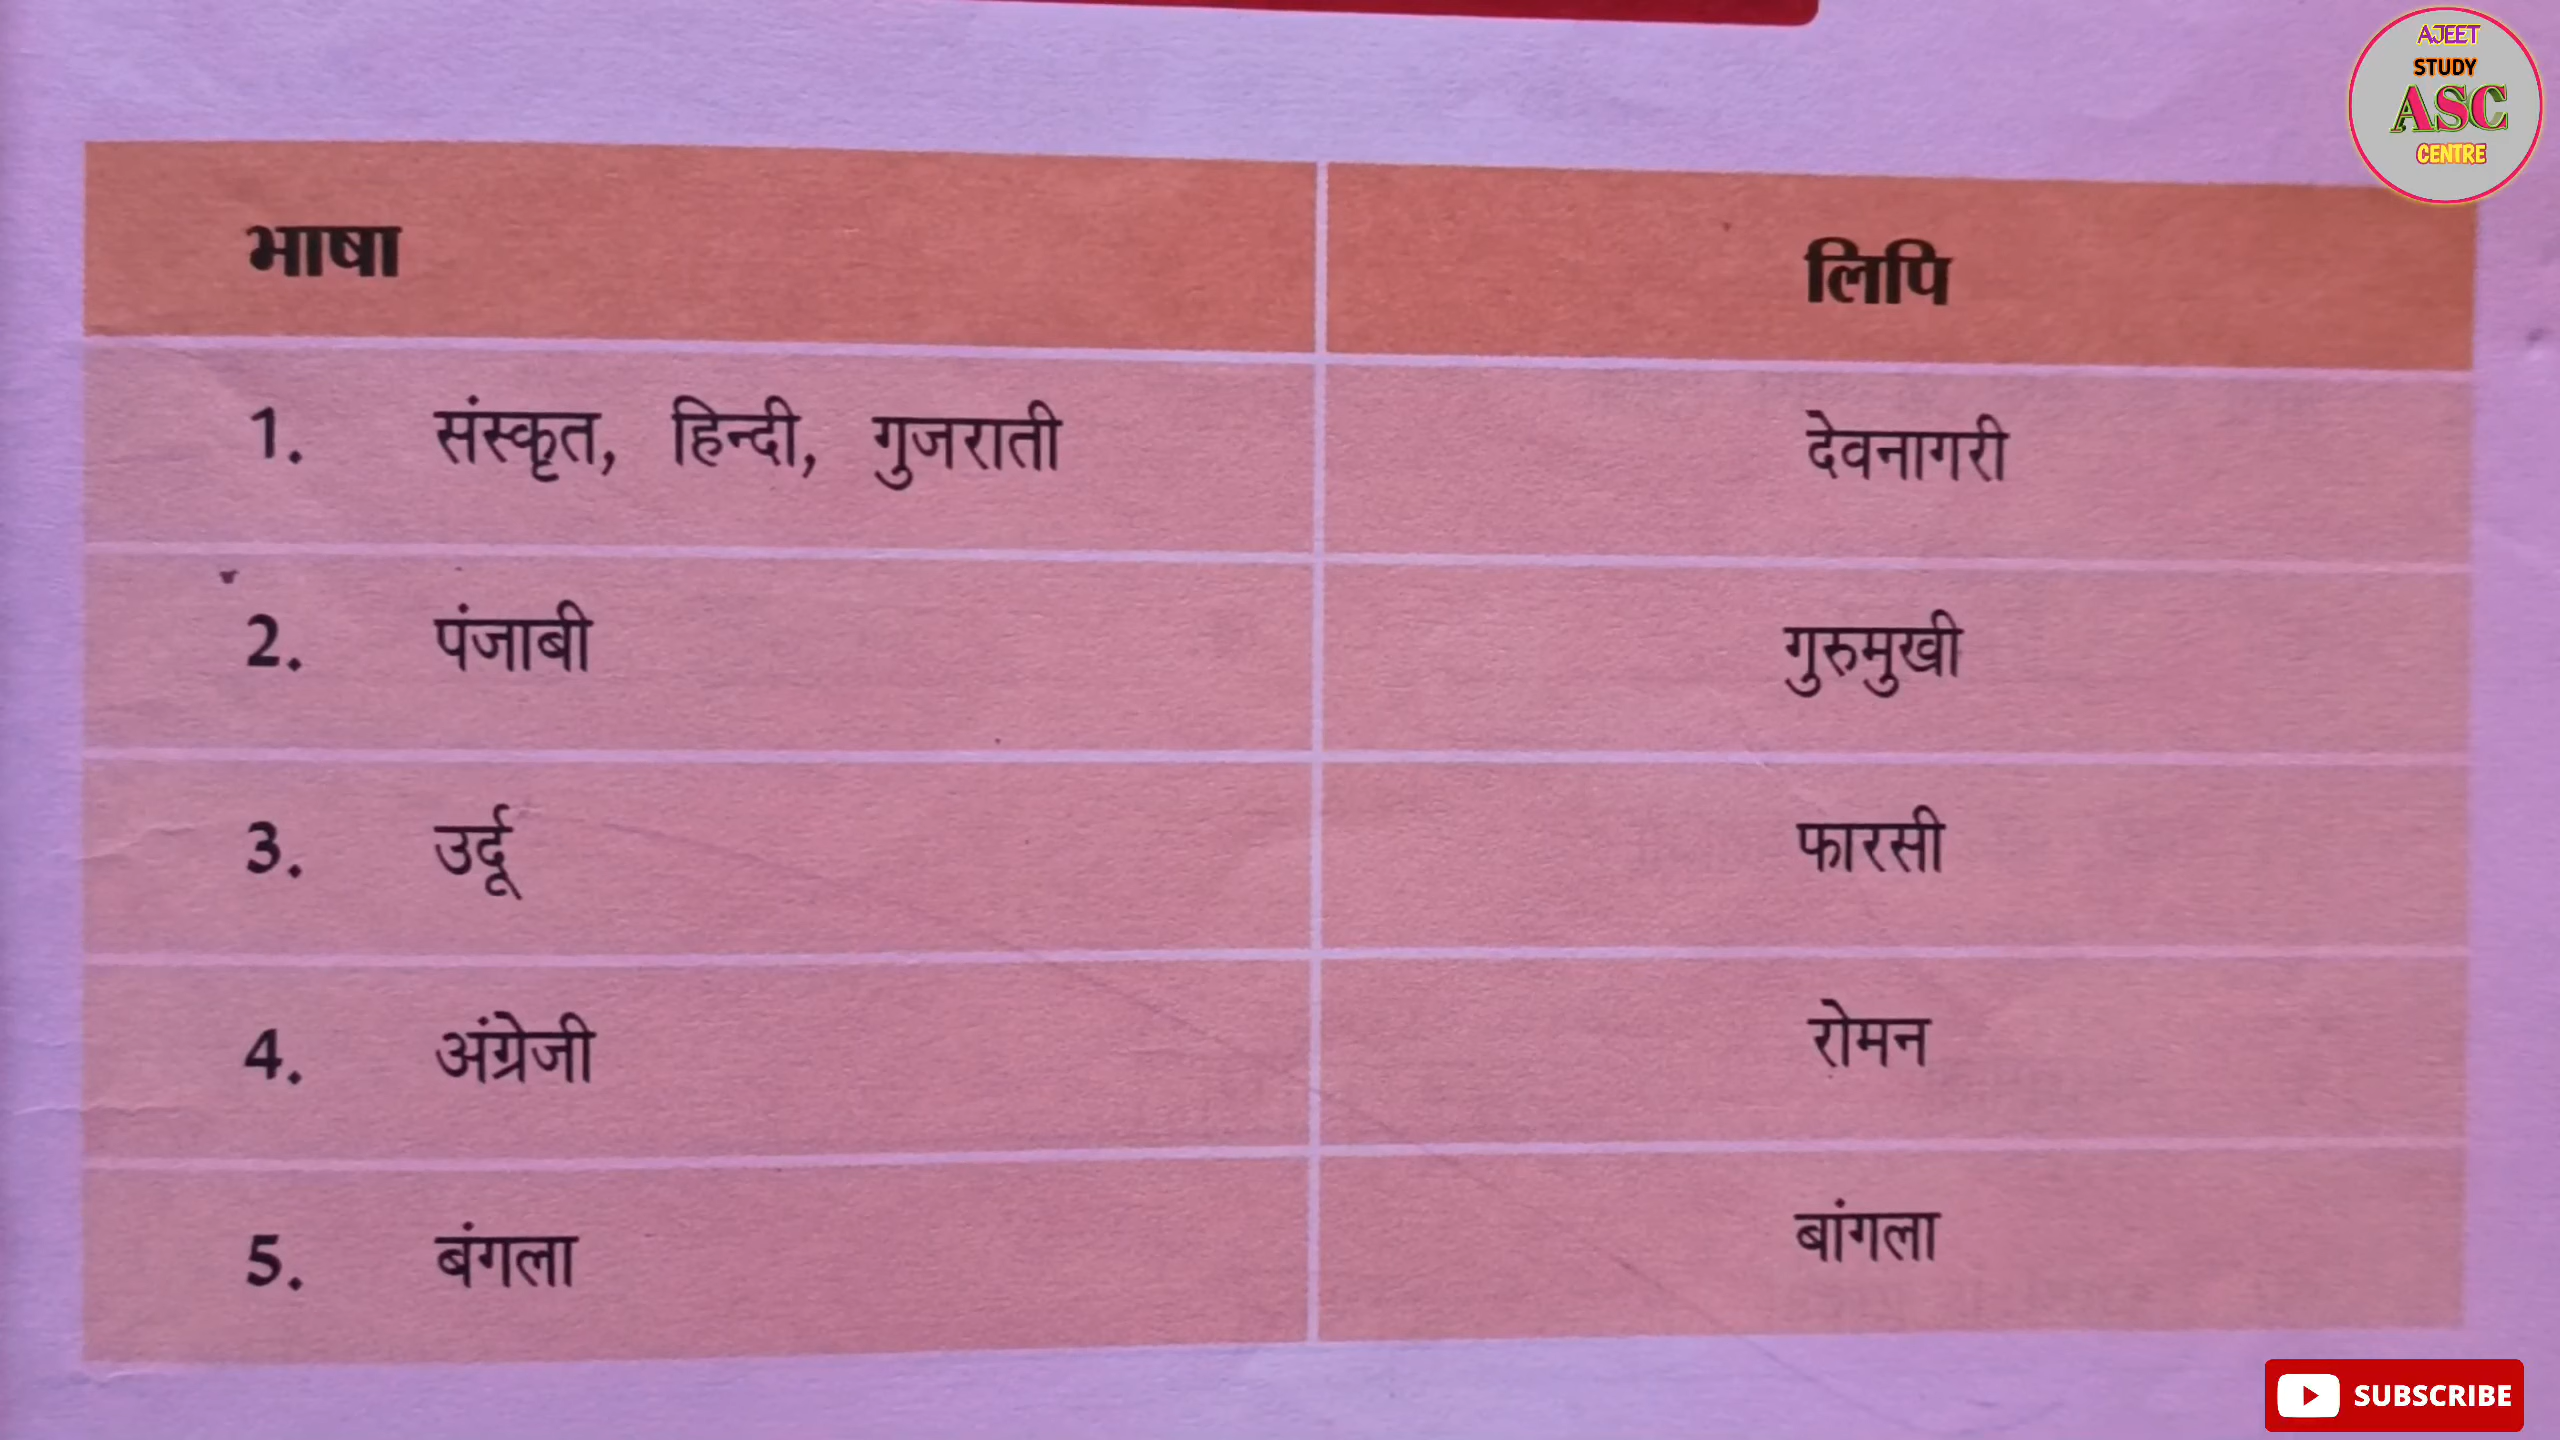 AJEET
STUDY
ASC
CENTRE
भाषा लिपि
1. संस्कृत, हिन्दी, गुजराती देवनागरी
2. पंजाबी गुरुमुखी
3. उर्दू फारसी
4. अंग्रेजी रोमन
5. बंगला बांगला
SUBSCRIBE